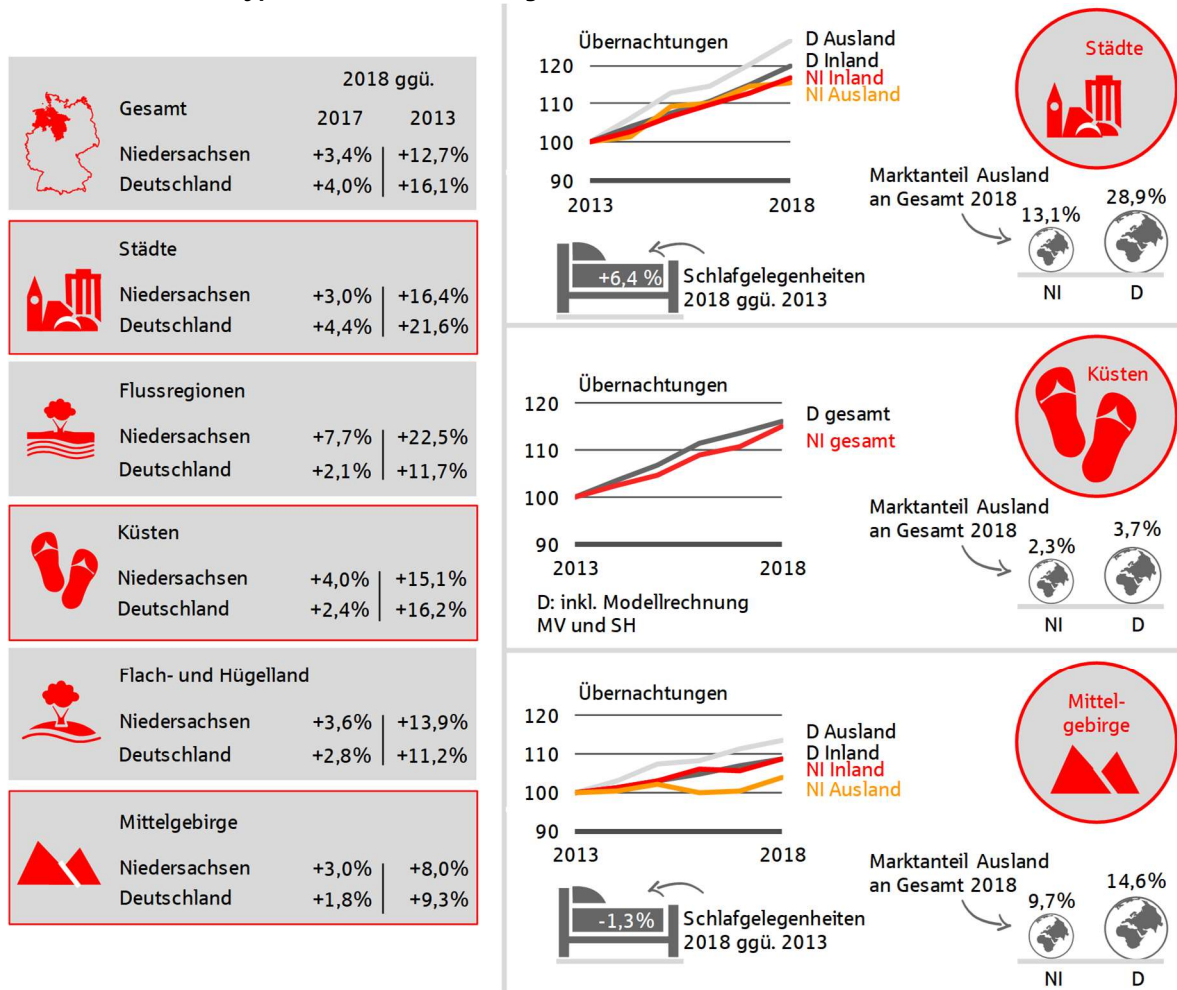 2018 ggü.
Gesamt
2017 2013
Niedersachsen +3,4% +12,7%
Deutschland +4,0% +16,1%
Städte
Niedersachsen +3,0% +16,4%
Deutschland +4,4% +21,6%
Flussregionen
Niedersachsen +7,7% +22,5%
Deutschland +2,1% +11,7%
Küsten
Niedersachsen +4,0% +15,1%
Deutschland +2,4% +16,2%
Flach- und Hügelland
Niedersachsen +3,6% +13,9%
Deutschland +2,8% +11,2%
Mittelgebirge
Niedersachsen +3,0% +8,0%
Deutschland +1,8% +9,3%
Übernachtungen
120
110
100
90
2013 2018
D Ausland
D Inland
NI Inland
NI Ausland
Städte
+6,4 %
Schlafgelegenheiten
2018 ggü. 2013
Marktanteil Ausland
an Gesamt 2018
13,1% 28,9%
NI D
Übernachtungen
120
110
100
90
2013 2018
D gesamt
NI gesamt
Küsten
D: inkl. Modellrechnung
MV und SH
Marktanteil Ausland
an Gesamt 2018
2,3% 3,7%
NI D
Übernachtungen
120
110
100
90
2013 2018
D Ausland
D Inland
NI Inland
NI Ausland
Mittel-
gebirge
-1,3%
Schlafgelegenheiten
2018 ggü. 2013
Marktanteil Ausland
an Gesamt 2018
9,7% 14,6%
NI D